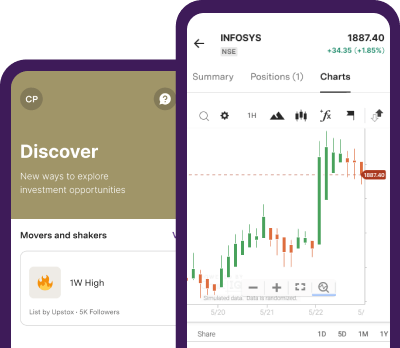 CP
Discover
New ways to explore
investment opportunities
Movers and shakers
1W High
List by Upstox · 5K Followers
INFOSYS
1887.40
NSE
+34.35 (+1.85%)
Summary
Positions (1)
Charts
1H
fx
1887.40
Simulated data · Data is randomized.
5/20
5/21
5/22
5/
Share
1D
5D
1M
1Y